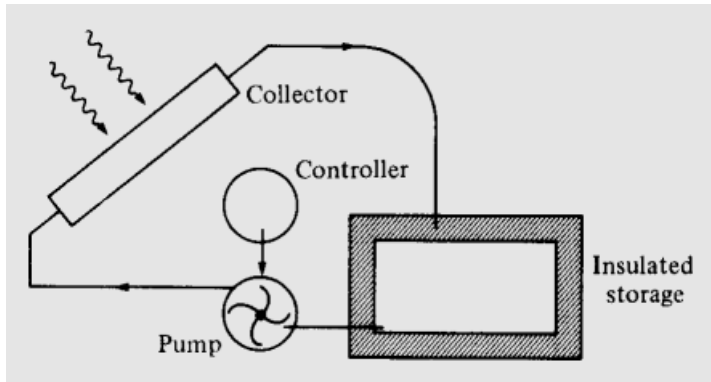 Collector
Controller
Insulated
storage
Pump